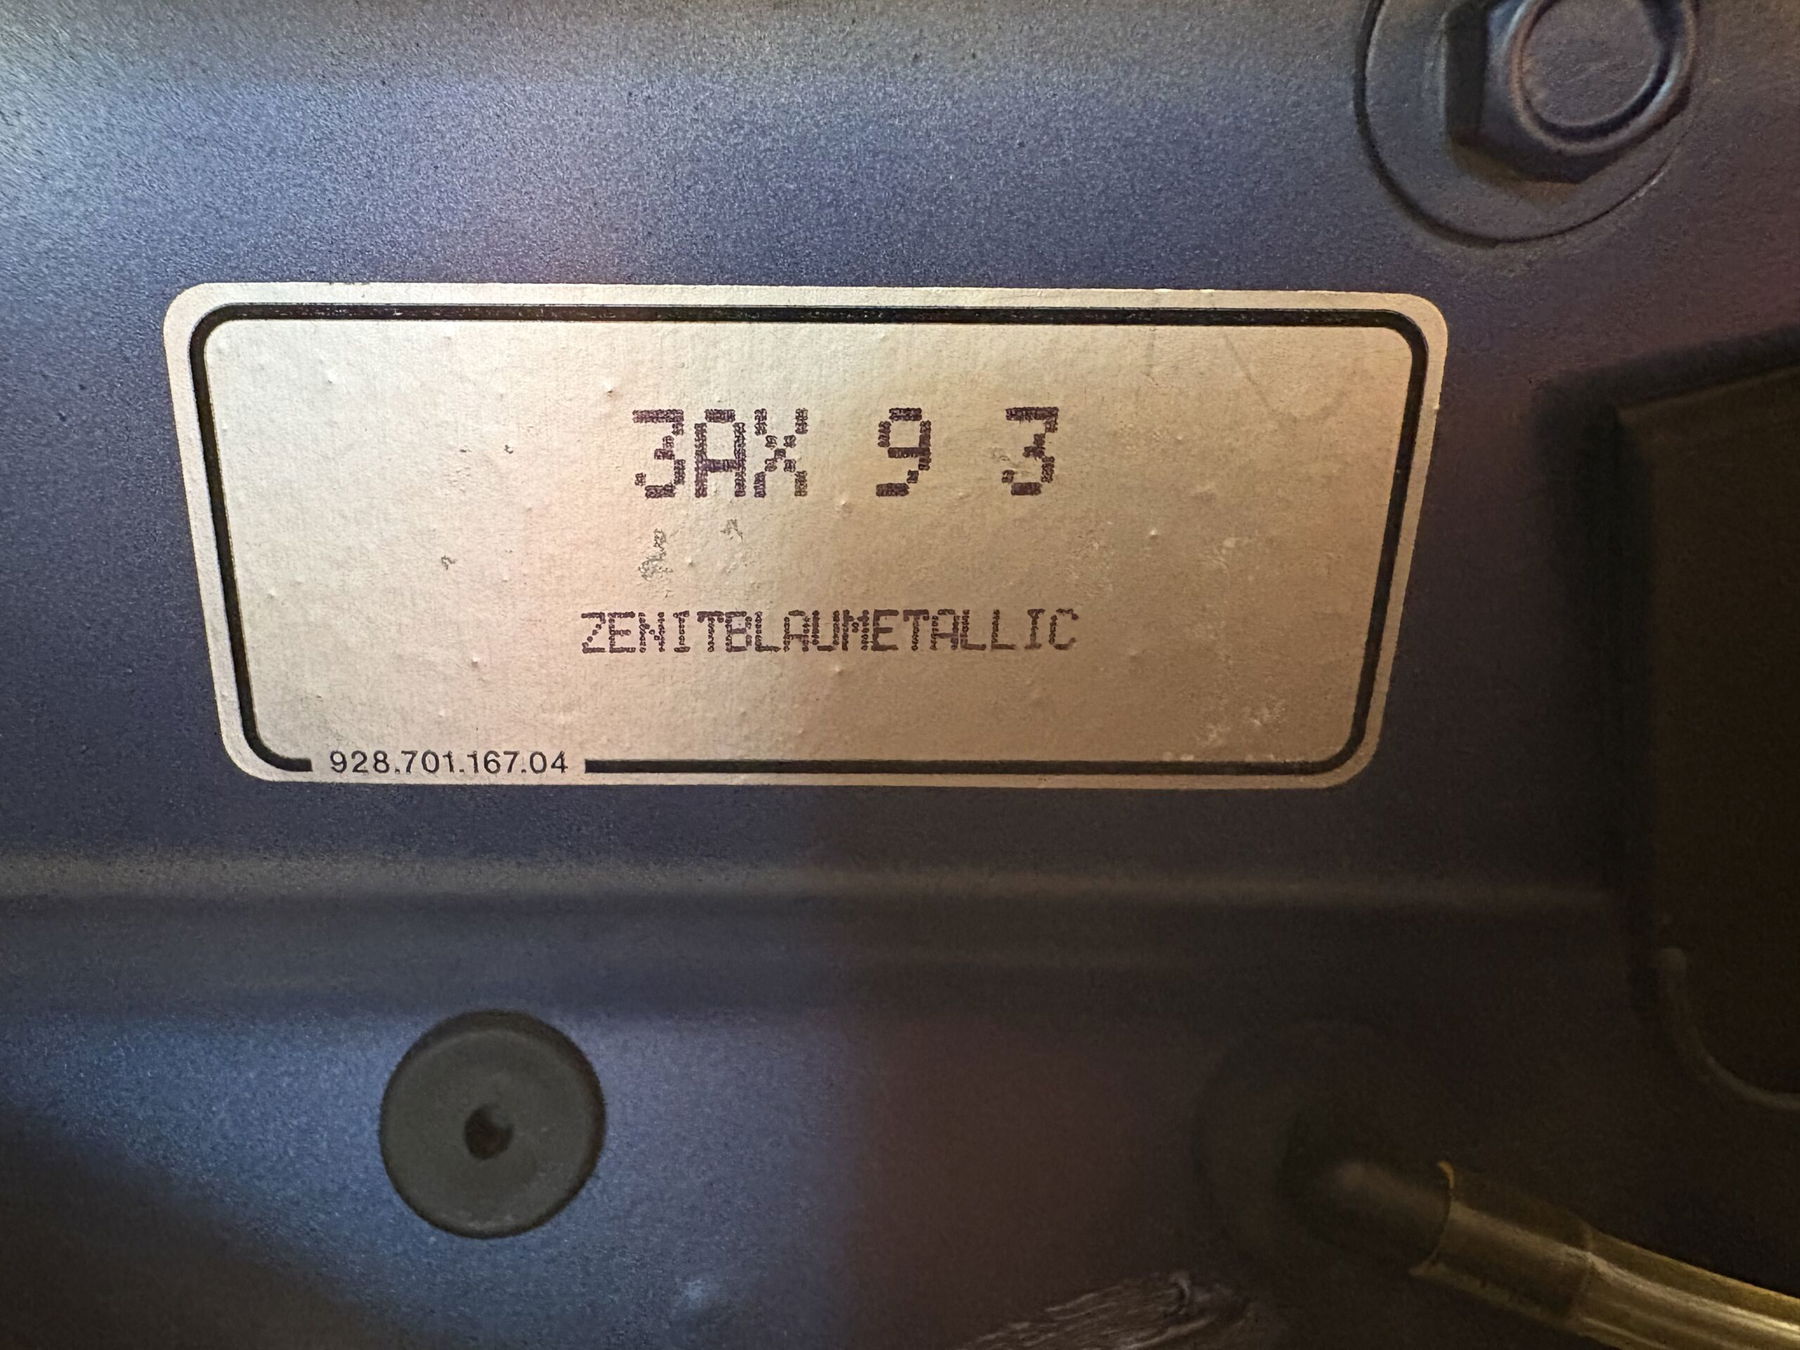 3AX 9 3
ZENITBLAUMETALLIC
928.701.167.04